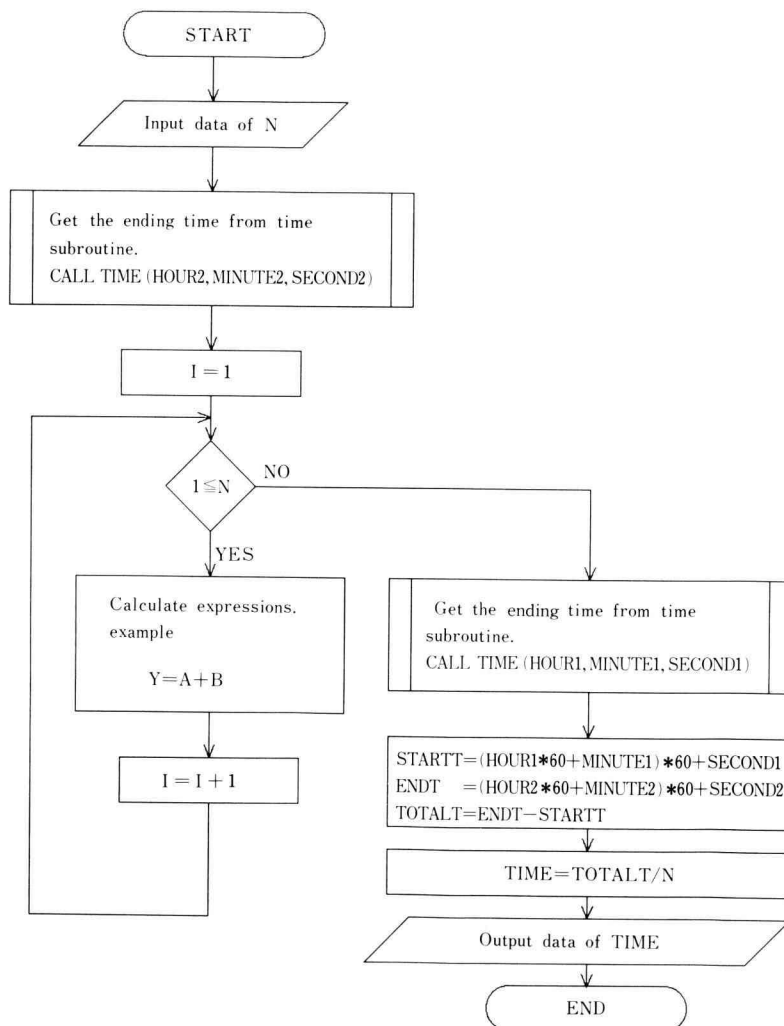 START
Input data of N
Get the ending time from time
subroutine.
CALL TIME (HOUR2, MINUTE2, SECOND2)
I = 1
1≦N
NO
YES
Calculate expressions.
example
Y=A+B
I = I + 1
Get the ending time from time
subroutine.
CALL TIME (HOUR1, MINUTE1, SECOND1)
STARTT=(HOUR1*60+MINUTE1)*60+SECOND1
ENDT =(HOUR2*60+MINUTE2)*60+SECOND2
TOTALT=ENDT−STARTT
TIME=TOTALT/N
Output data of TIME
END